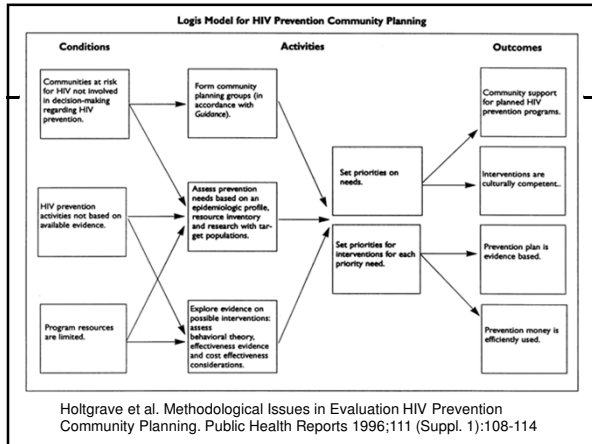 Logis Model for HIV Prevention Community Planning
Conditions
Activities
Outcomes
Communities at risk
for HIV not involved
in decision-making
regarding HIV
prevention.
HIV prevention
activities not based on
available evidence.
Program resources
are limited.
Form community
planning groups (in
accordance with
Guidance).
Assess prevention
needs based on an
epidemiologic profile,
resource inventory
and research with tar-
get populations.
Explore evidence on
possible interventions:
assess
behavioral theory,
effectiveness evidence
and cost effectiveness
considerations.
Set priorities on
needs.
Set priorities for
interventions for each
priority need.
Community support
for planned HIV
prevention programs.
Interventions are
culturally competent..
Prevention plan is
evidence based.
Prevention money is
efficiently used.
Holtgrave et al. Methodological Issues in Evaluation HIV Prevention
Community Planning. Public Health Reports 1996;111 (Suppl. 1):108-114